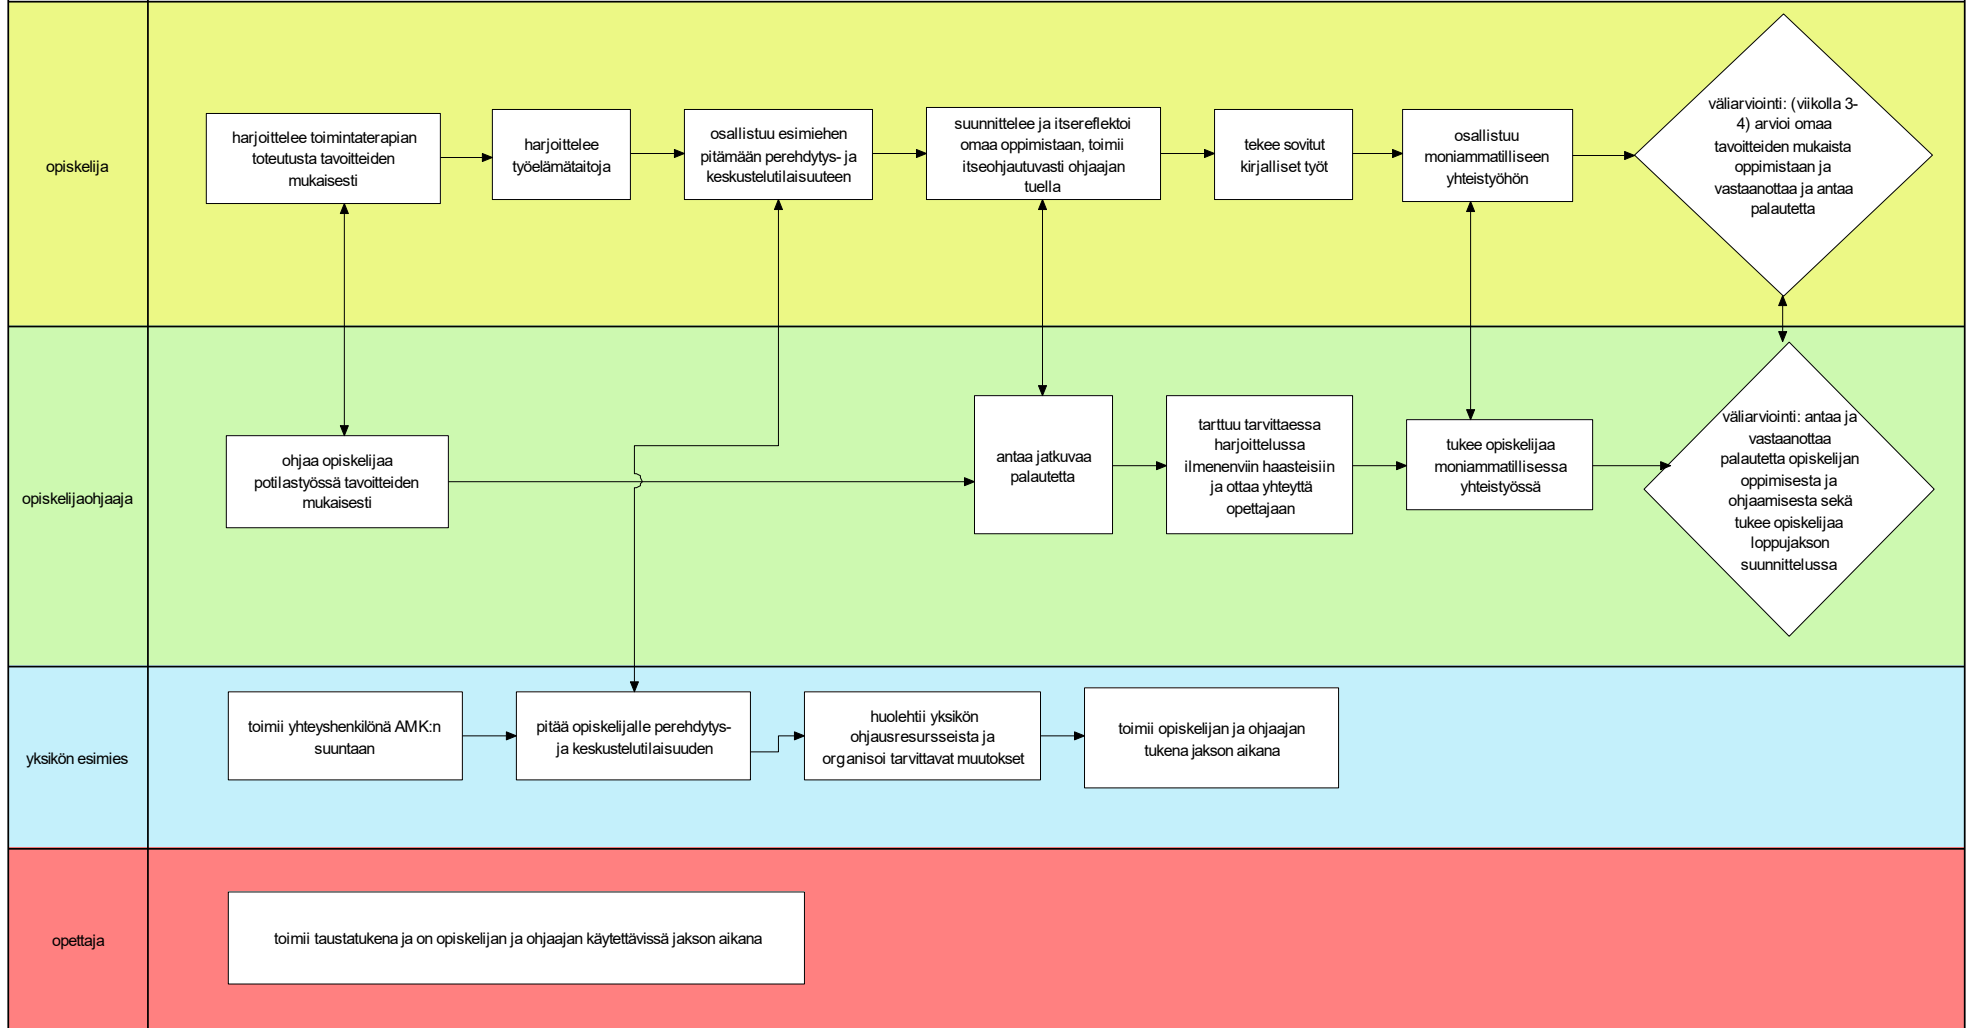 opiskelija
harjoittelee toimintaterapian
toteutusta tavoitteiden
mukaisesti
harjoittelee
työelämätaitoja
osallistuu esimiehen
pitämään perehdytys- ja
keskustelutilaisuuteen
suunnittelee ja itsereflektoi
omaa oppimistaan, toimii
itseohjautuvasti ohjaajan
tuella
tekee sovitut
kirjalliset työt
osallistuu
moniammatilliseen
yhteistyöhön
väliarviointi: (viikolla 3-
4) arvioi omaa
tavoitteiden mukaista
oppimistaan ja
vastaanottaa ja antaa
palautetta
opiskelijaohjaaja
ohjaa opiskelijaa
potilastyössä tavoitteiden
mukaisesti
antaa jatkuvaa
palautetta
tarttuu tarvittaessa
harjoittelussa
ilmenenviin haasteisiin
ja ottaa yhteyttä
opettajaan
tukee opiskelijaa
moniammatillisessa
yhteistyössä
väliarviointi: antaa ja
vastaanottaa
palautetta opiskelijan
oppimisesta ja
ohjaamisesta sekä
tukee opiskelijaa
loppujakson
suunnittelussa
yksikön esimies
toimii yhteyshenkilönä AMK:n
suuntaan
pitää opiskelijalle perehdytys-
ja keskustelutilaisuuden
huolehtii yksikön
ohjausresursseista ja
organisoi tarvittavat muutokset
toimii opiskelijan ja ohjaajan
tukena jakson aikana
opettaja
toimii taustatukena ja on opiskelijan ja ohjaajan käytettävissä jakson aikana